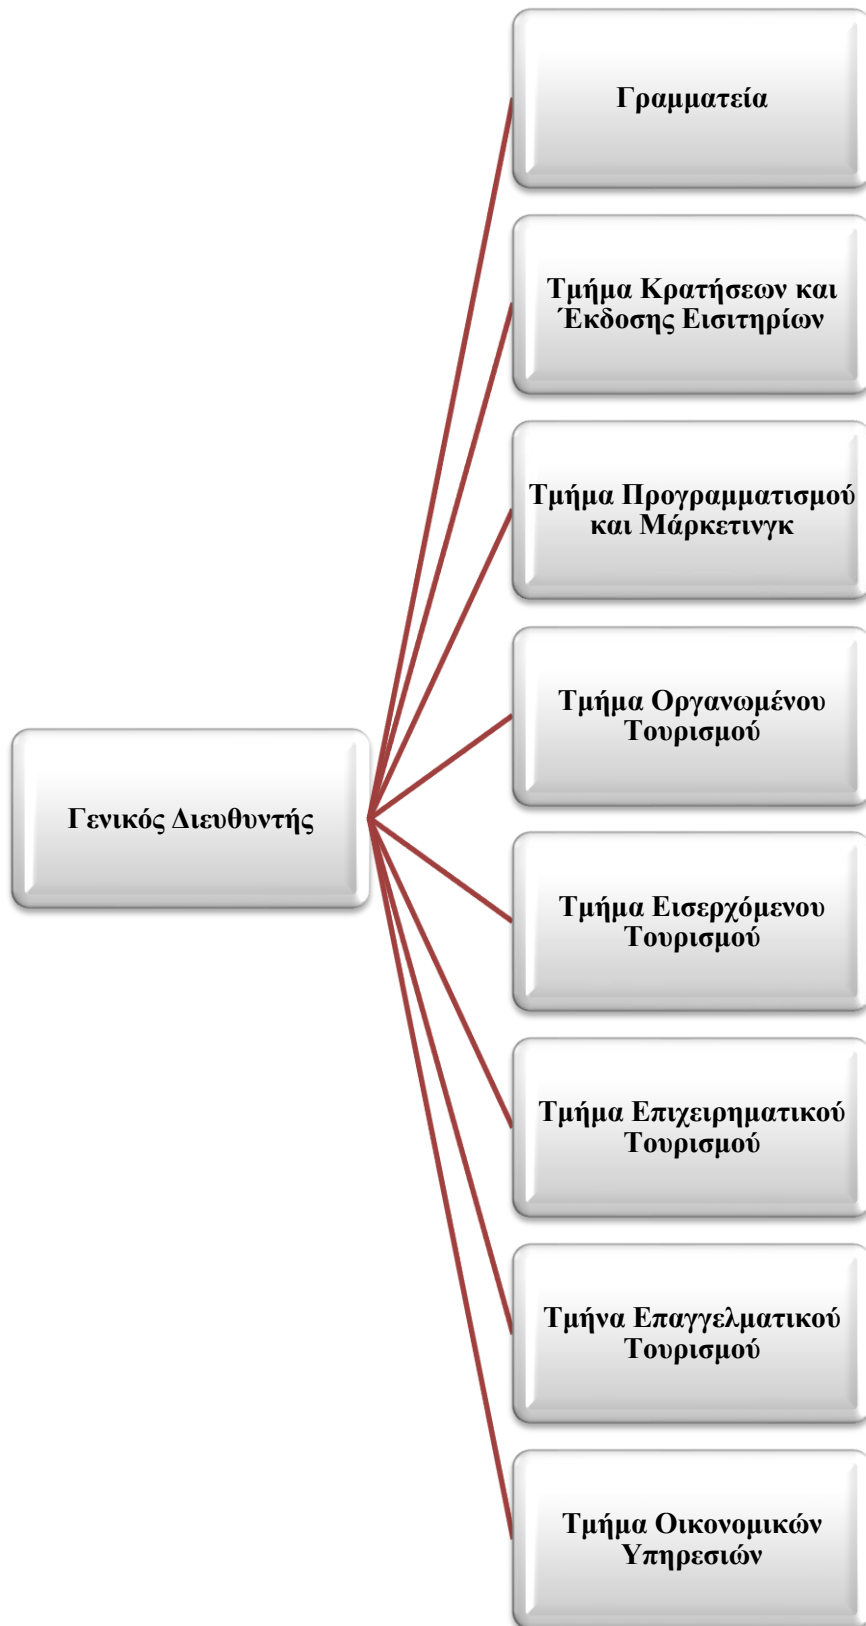 Γραμματεία
Τμήμα Κρατήσεων και
Έκδοσης Εισιτηρίων
Τμήμα Προγραμματισμού
και Μάρκετινγκ
Τμήμα Οργανωμένου
Τουρισμού
Γενικός Διευθυντής
Τμήμα Εισερχόμενου
Τουρισμού
Τμήμα Επιχειρηματικού
Τουρισμού
Τμήνα Επαγγελματικού
Τουρισμού
Τμήμα Οικονομικών
Υπηρεσιών